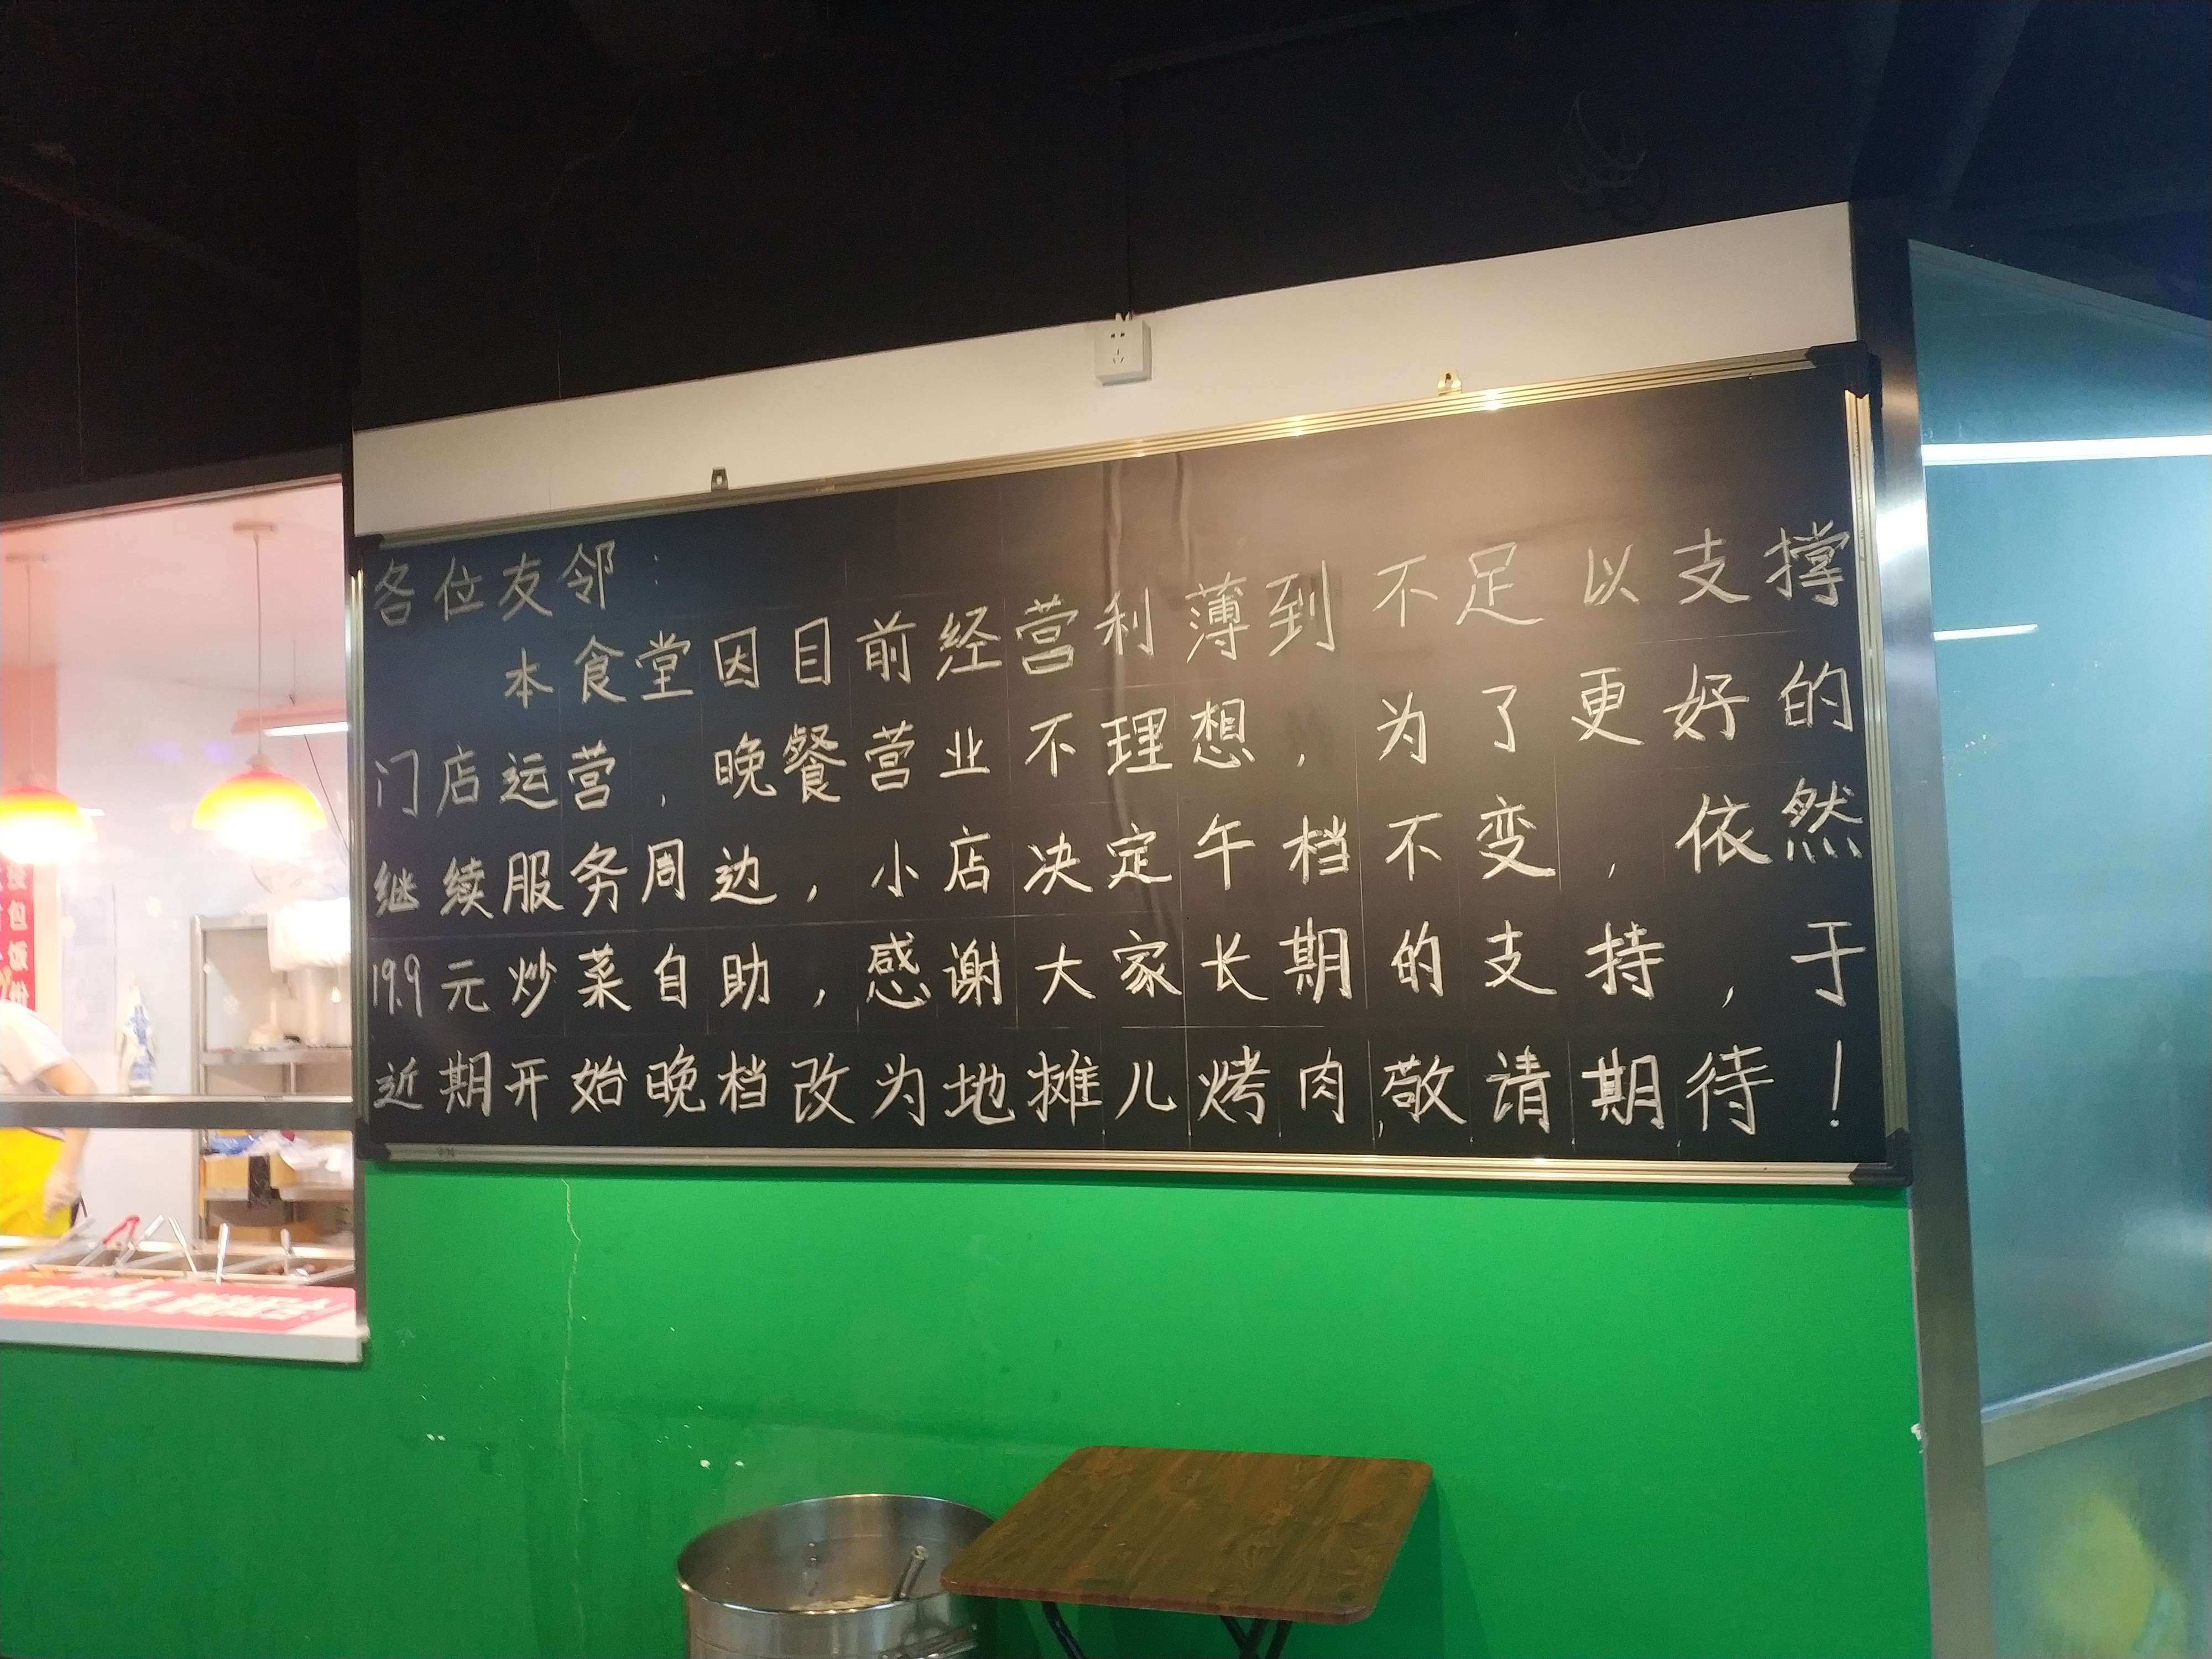 各位友邻：
本食堂因目前经营利薄到不足以支撑
门店运营，晚餐营业不理想，为了更好的
继续服务周边，小店决定午档不变，依然
19.9元炒菜自助，感谢大家长期的支持，于
近期开始晚档改为地摊儿烤肉,敬请期待！
包
饭